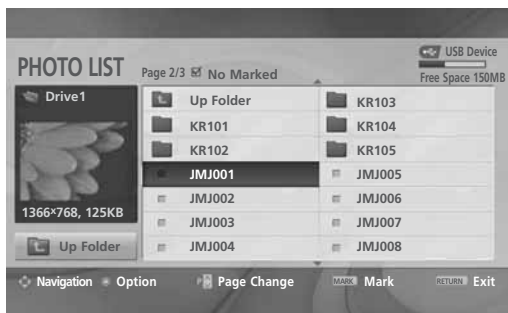 USB Device
PHOTO LIST
Page 2/3 No Marked
Free Space 150MB
Drive1
1366×768, 125KB
Up Folder
Up Folder
KR101
KR102
JMJ001
JMJ002
JMJ003
JMJ004
KR103
KR104
KR105
JMJ005
JMJ006
JMJ007
JMJ008
Navigation Option P Page Change MARK Mark RETURN Exit